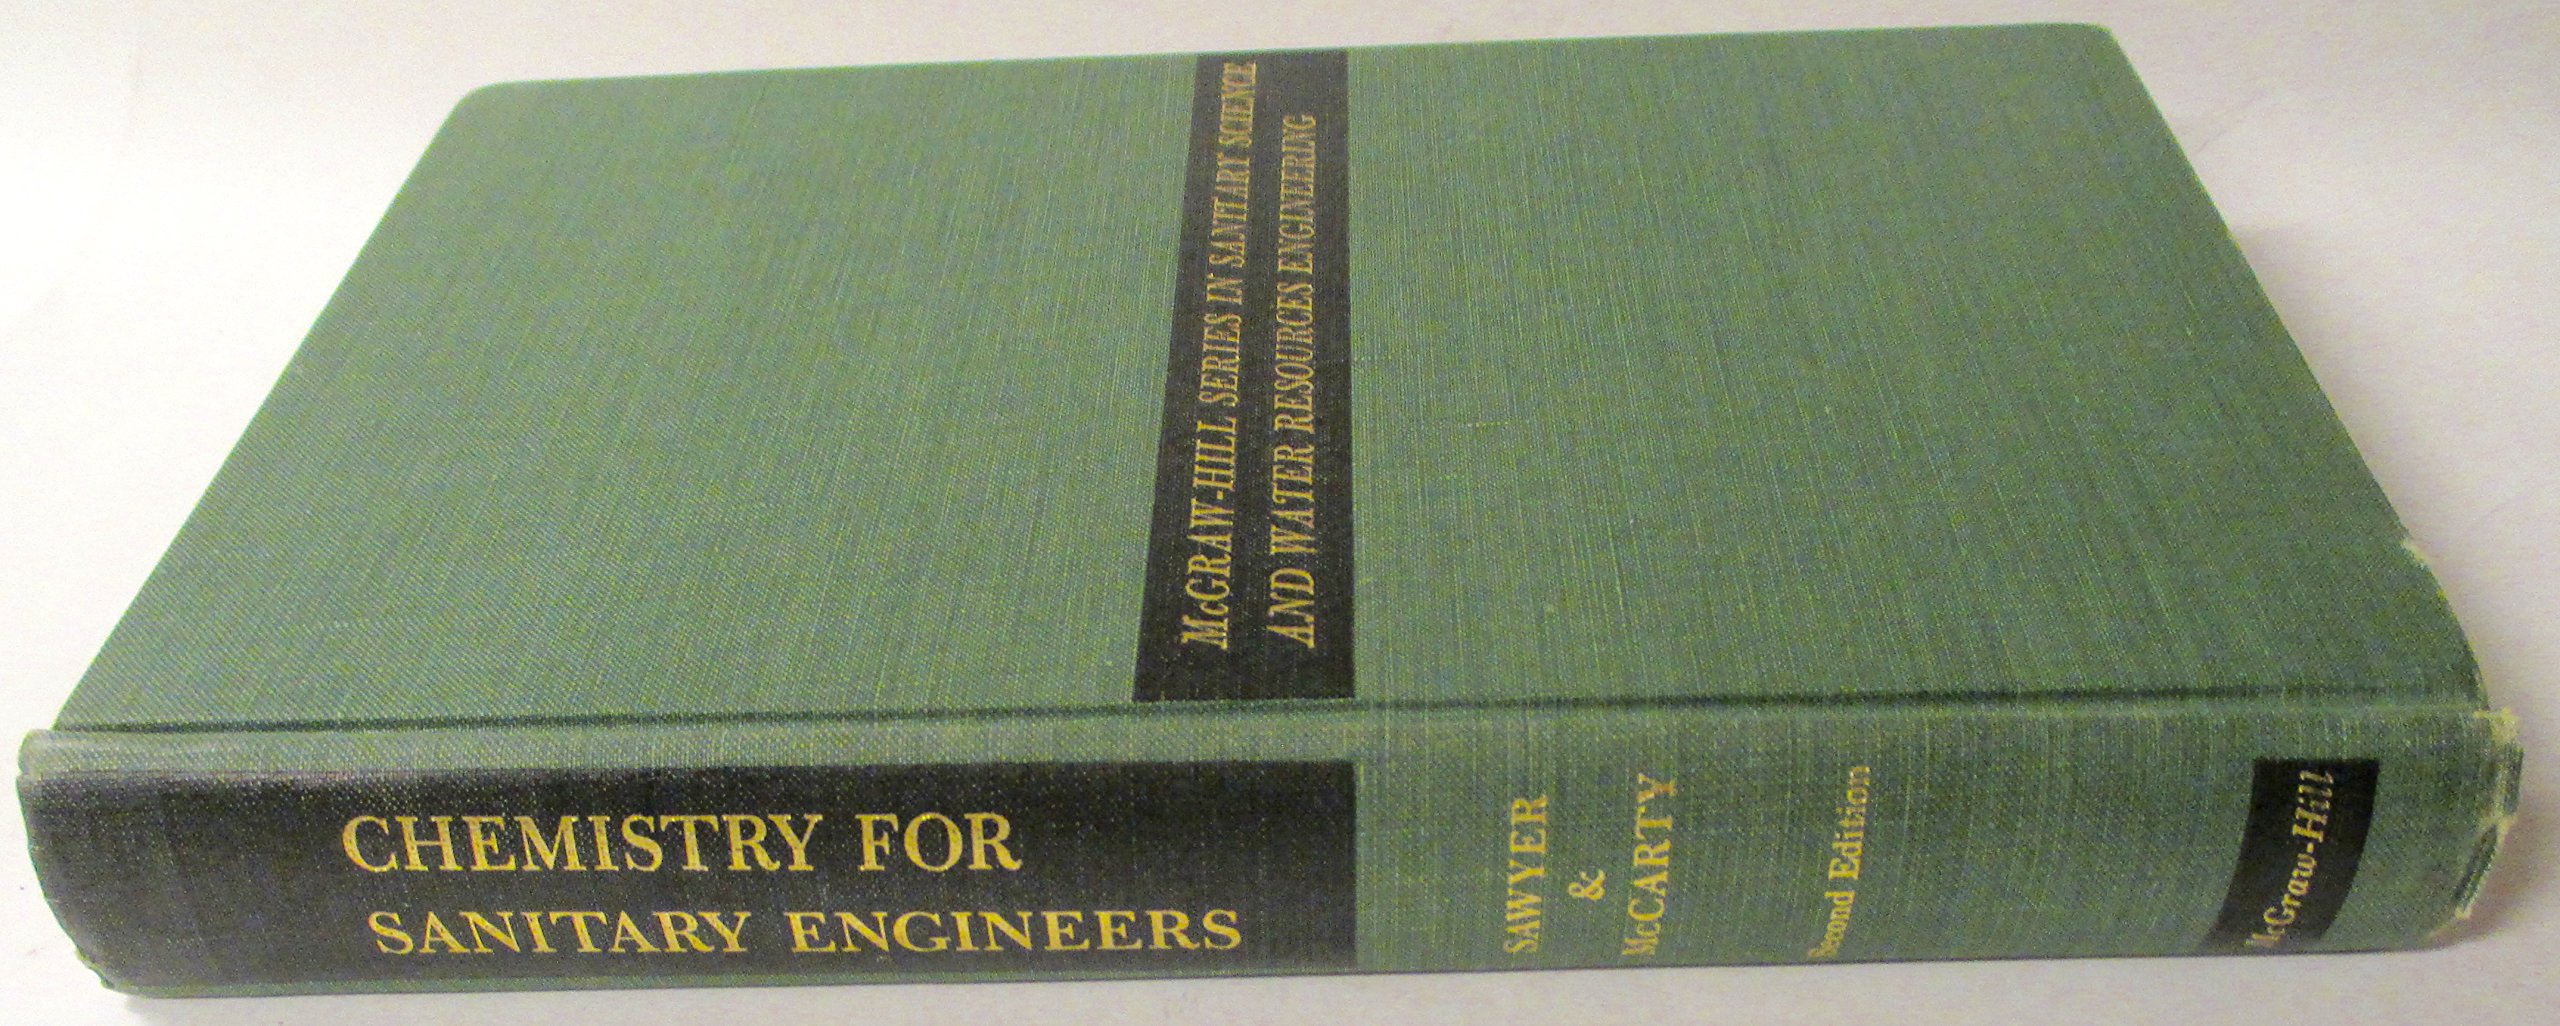 McGRAW-HILL SERIES IN SANITARY SCIENCE
AND WATER RESOURCES ENGINEERING
CHEMISTRY FOR
SANITARY ENGINEERS
SAWYER
&
McCARTY
Second Edition
McGraw-Hill